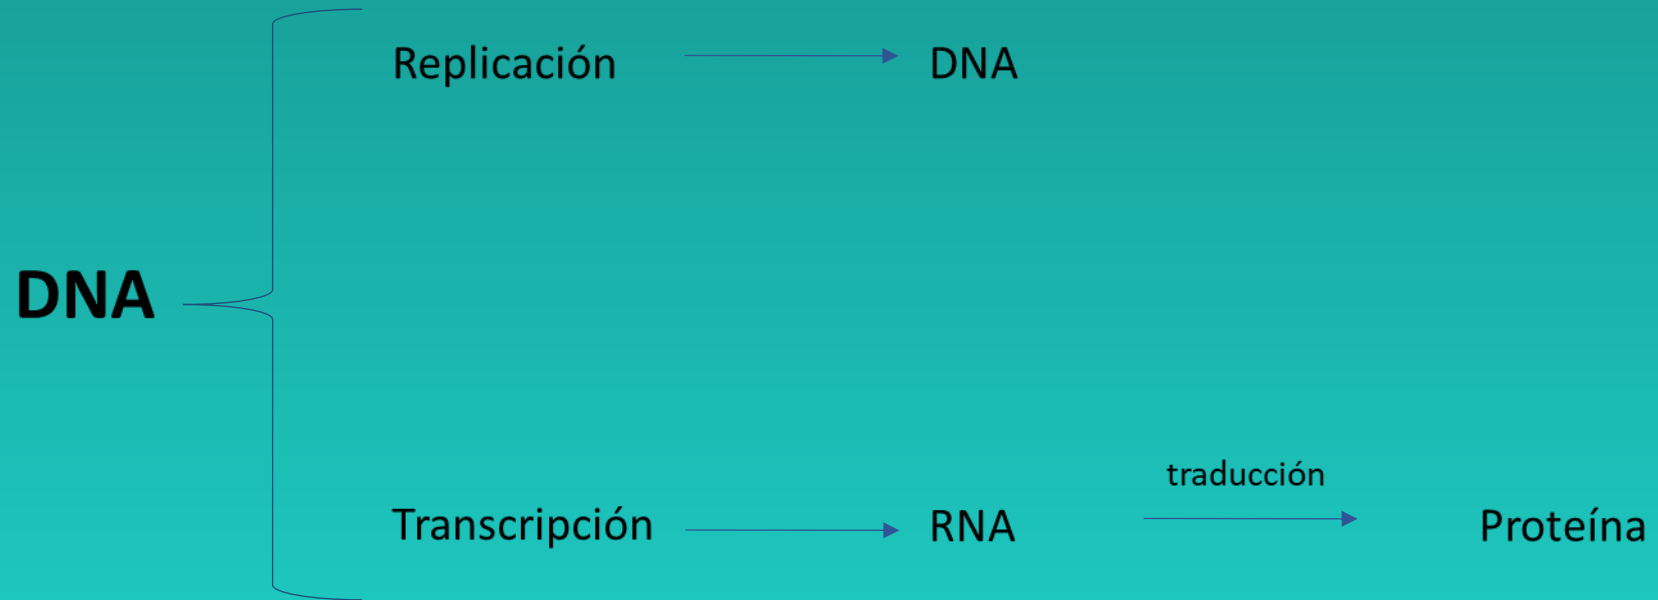 Replicación
DNA
DNA
traducción
Transcripción
RNA
Proteína